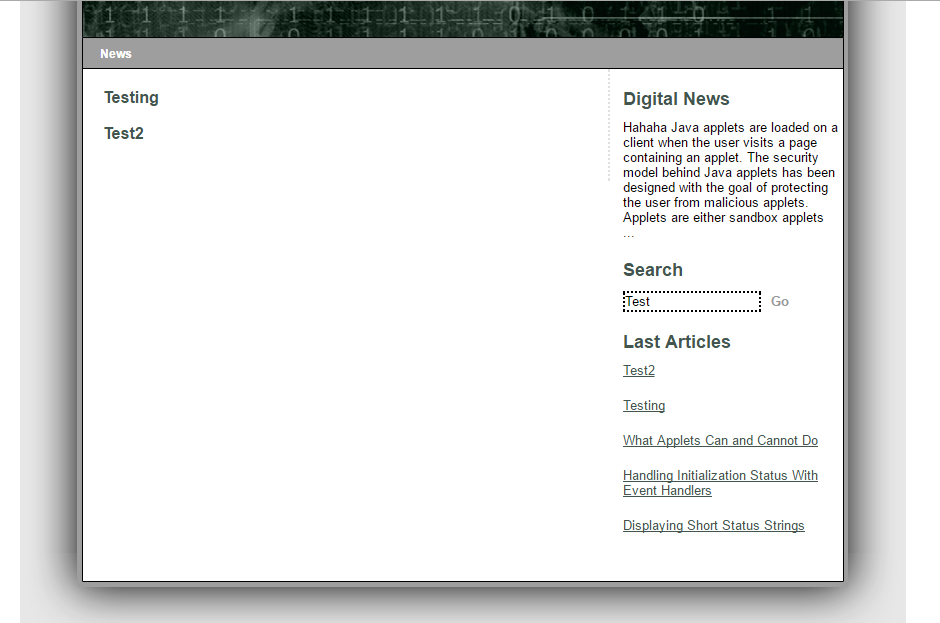 News
Testing
Test2
Digital News
Hahaha Java applets are loaded on a
client when the user visits a page
containing an applet. The security
model behind Java applets has been
designed with the goal of protecting
the user from malicious applets.
Applets are either sandbox applets
...
Search
Test Go
Last Articles
Test2
Testing
What Applets Can and Cannot Do
Handling Initialization Status With
Event Handlers
Displaying Short Status Strings